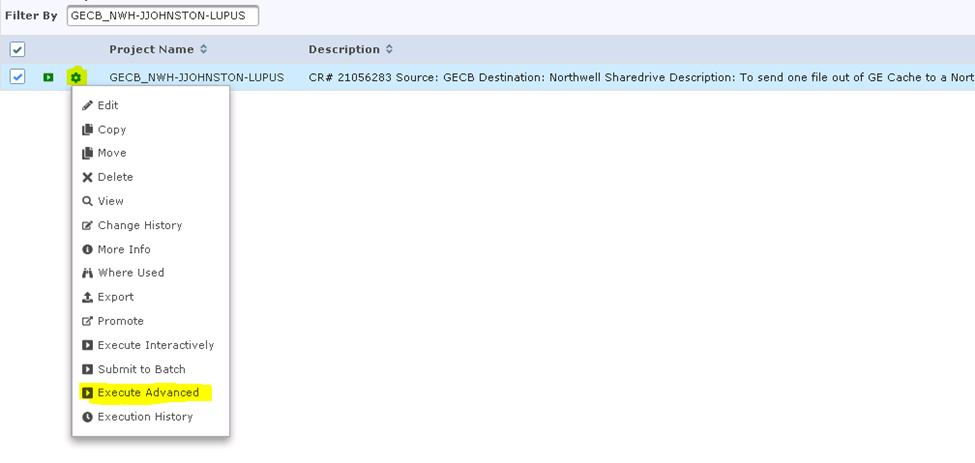 Filter By GECB_NWH-JJOHNSTON-LUPUS
Project Name Description
GECB_NWH-JJOHNSTON-LUPUS CR# 21056283 Source: GECB Destination: Northwell Sharedrive Description: To send one file out of GE Cache to a Nort
Edit
Copy
Move
Delete
View
Change History
More Info
Where Used
Export
Promote
Execute Interactively
Submit to Batch
Execute Advanced
Execution History